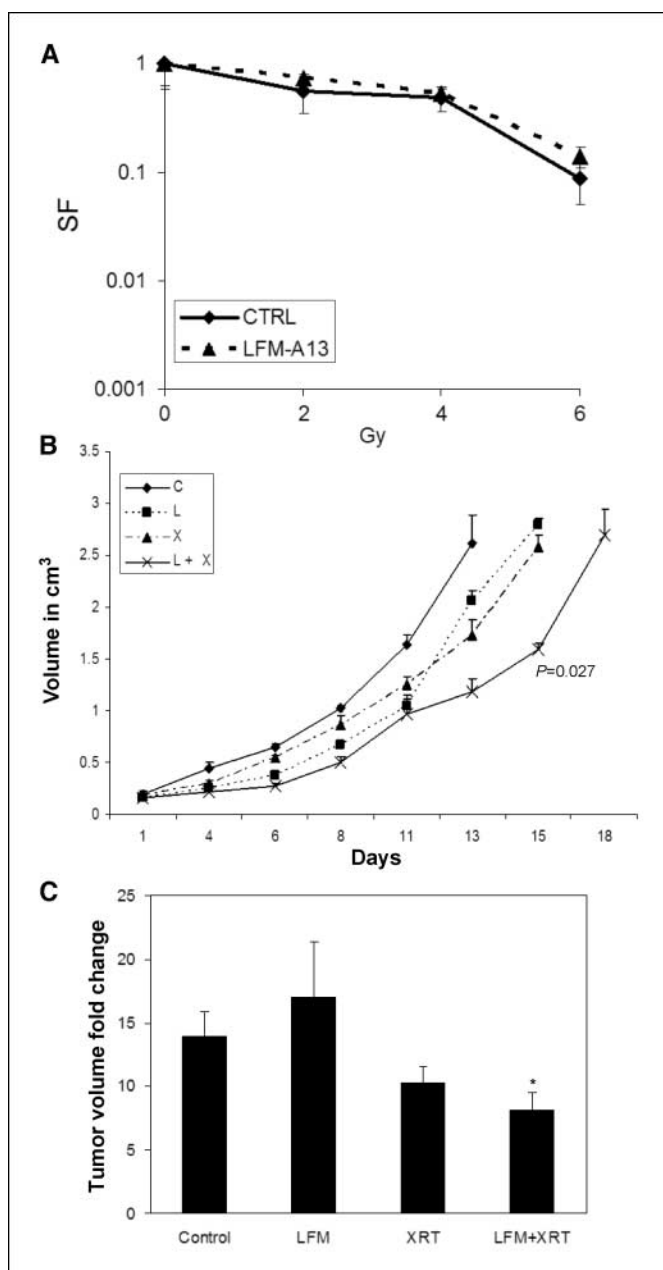 A
1
0.1
SF
0.01
CTRL
LFM-A13
0.001
0 2 4 6
Gy
B
3.5
C
3
L
X
2.5
L + X
2
Volume in cm³
1.5
P=0.027
1
0.5
0
1 4 6 8 11 13 15 18
Days
C
25
20
15
Tumor volume fold change
10
*
5
0
Control LFM XRT LFM+XRT